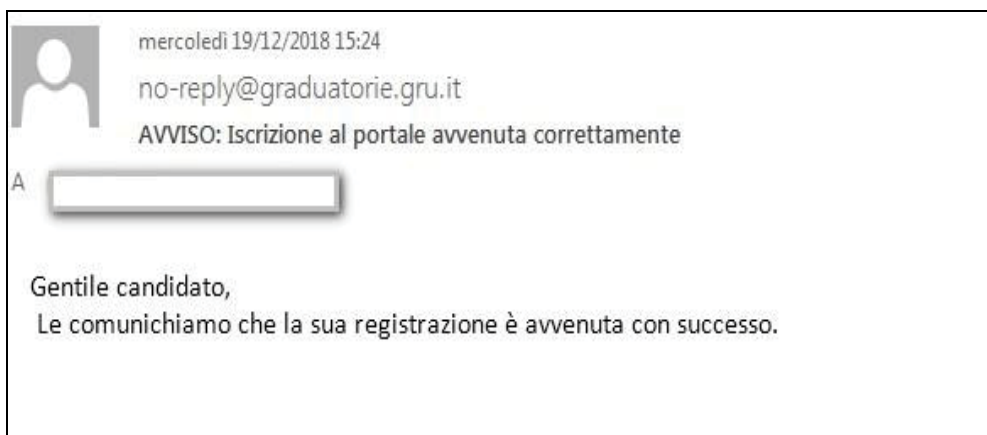 mercoledì 19/12/2018 15:24
no-reply@graduatorie.gru.it
AVVISO: Iscrizione al portale avvenuta correttamente
A
Gentile candidato,
Le comunichiamo che la sua registrazione è avvenuta con successo.